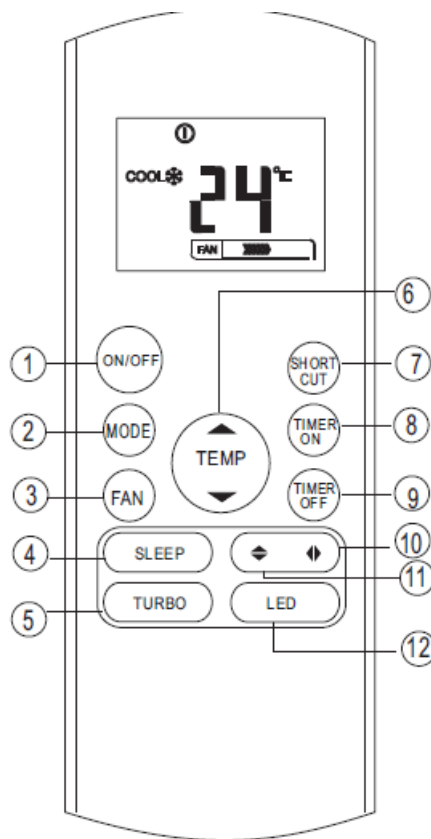 COOL 24 °C
FAN
6
1 ON/OFF
SHORT CUT 7
2 MODE
TEMP
TIMER ON 8
3 FAN
TIMER OFF 9
4 SLEEP
10
11
5 TURBO
LED
12